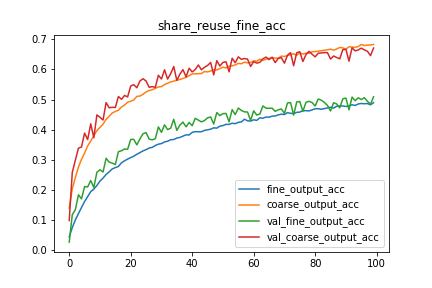 share_reuse_fine_acc
0.7
0.6
0.5
0.4
0.3
0.2
0.1
0.0
0
20
40
60
80
100
fine_output_acc
coarse_output_acc
val_fine_output_acc
val_coarse_output_acc